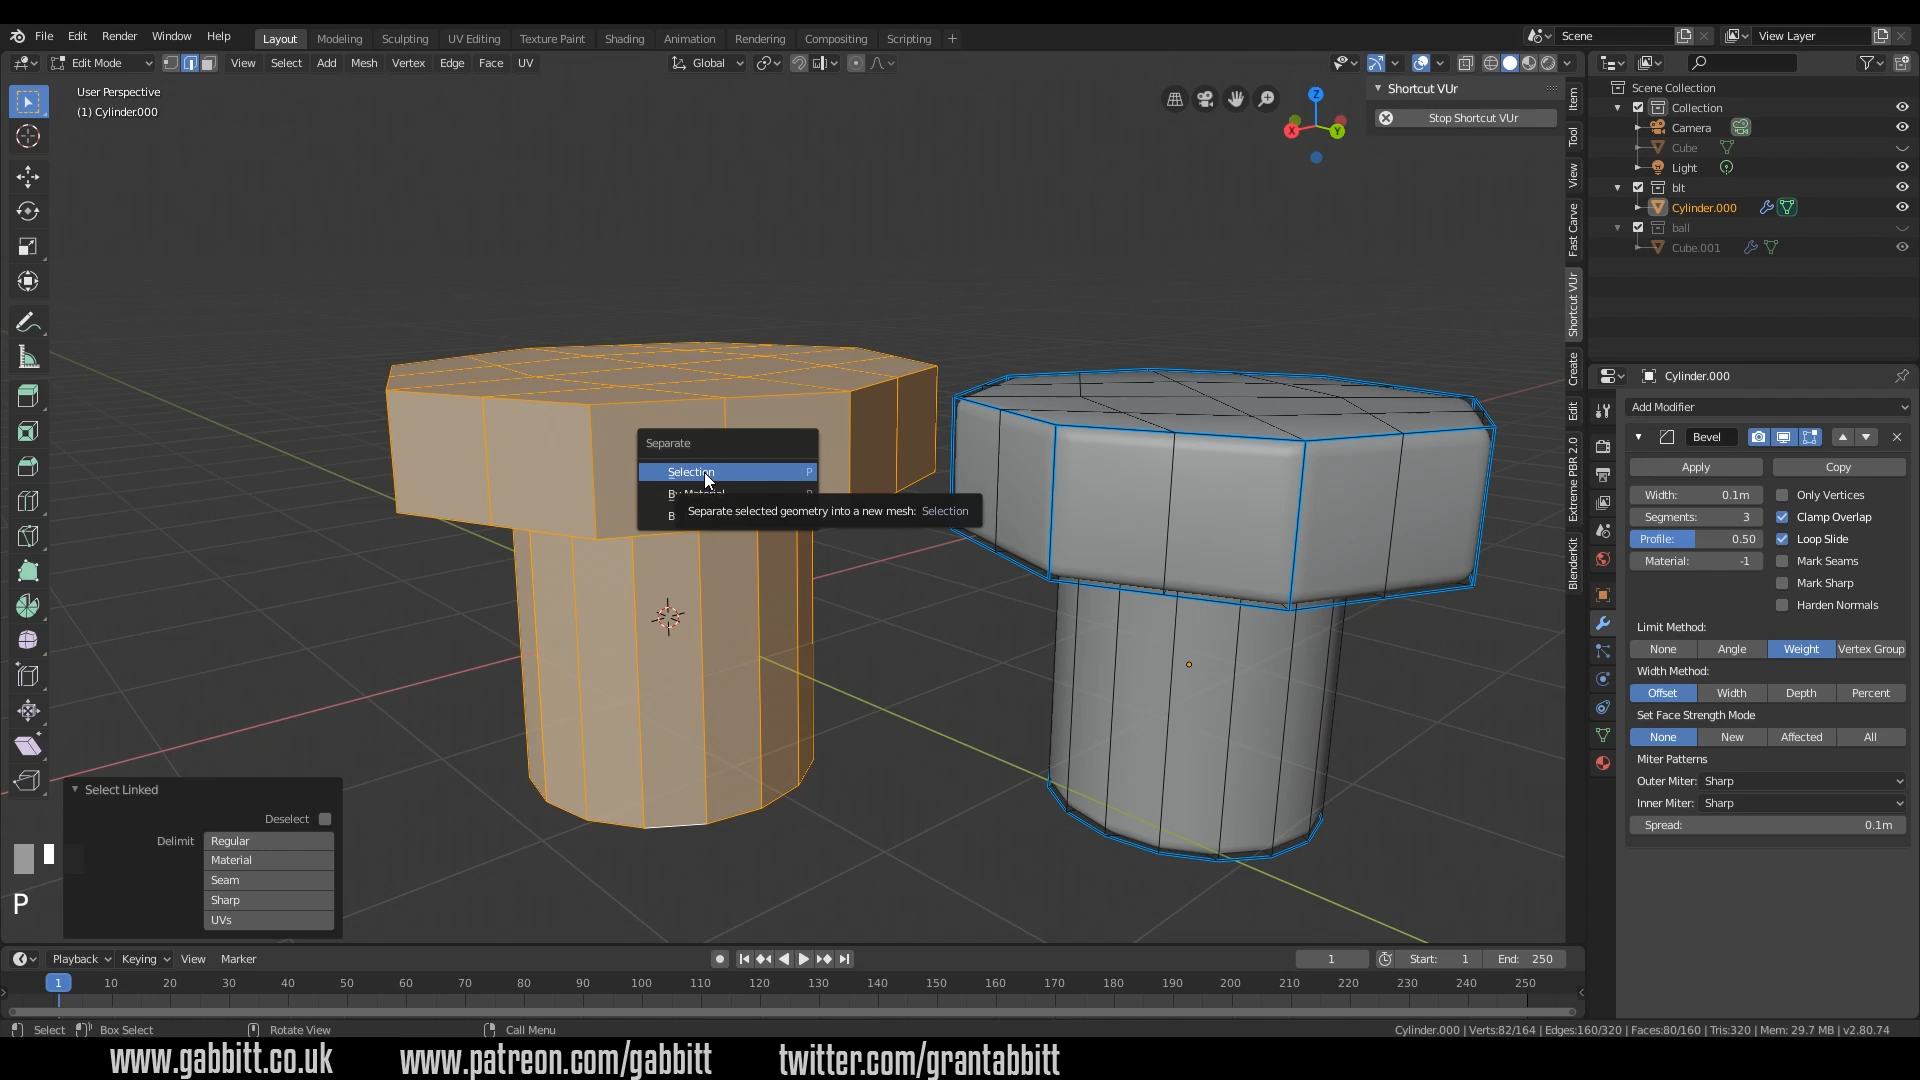 File Edit Render Window Help Layout Modeling Sculpting UV Editing Texture Paint Shading Animation Rendering Compositing Scripting + Scene View Layer
Edit Mode View Select Add Mesh Vertex Edge Face UV Global
User Perspective
(1) Cylinder.000
Z
X
Y
Shortcut VUr
Stop Shortcut VUr
Item
Tool
View
Fast Carve
Shortcut VUr
Create
Edit
Extreme PBR 2.0
BlenderKit
Scene Collection
Collection
Camera
Cube
Light
blt
Cylinder.000
ball
Cube.001
Cylinder.000
Add Modifier
Bevel
Apply Copy
Width: 0.1m Only Vertices
Segments: 3 Clamp Overlap
Profile: 0.50 Loop Slide
Material: -1 Mark Seams
Mark Sharp
Harden Normals
Limit Method:
None Angle Weight Vertex Group
Width Method:
Offset Width Depth Percent
Set Face Strength Mode
None New Affected All
Miter Patterns
Outer Miter: Sharp
Inner Miter: Sharp
Spread: 0.1m
Separate
Selection P
By Material P
B
Separate selected geometry into a new mesh: Selection
Select Linked
Deselect
Delimit Regular
Material
Seam
Sharp
UVs
P
Playback Keying View Marker 1 Start: 1 End: 250
1 10 20 30 40 50 60 70 80 90 100 110 120 130 140 150 160 170 180 190 200 210 220 230 240 250
Select Box Select Rotate View Call Menu Cylinder.000 | Verts:82/164 | Edges:160/320 | Faces:80/160 | Tris:320 | Mem: 29.7 MB | v2.80.74
www.gabbitt.co.uk www.patreon.com/gabbitt twitter.com/grantabbitt